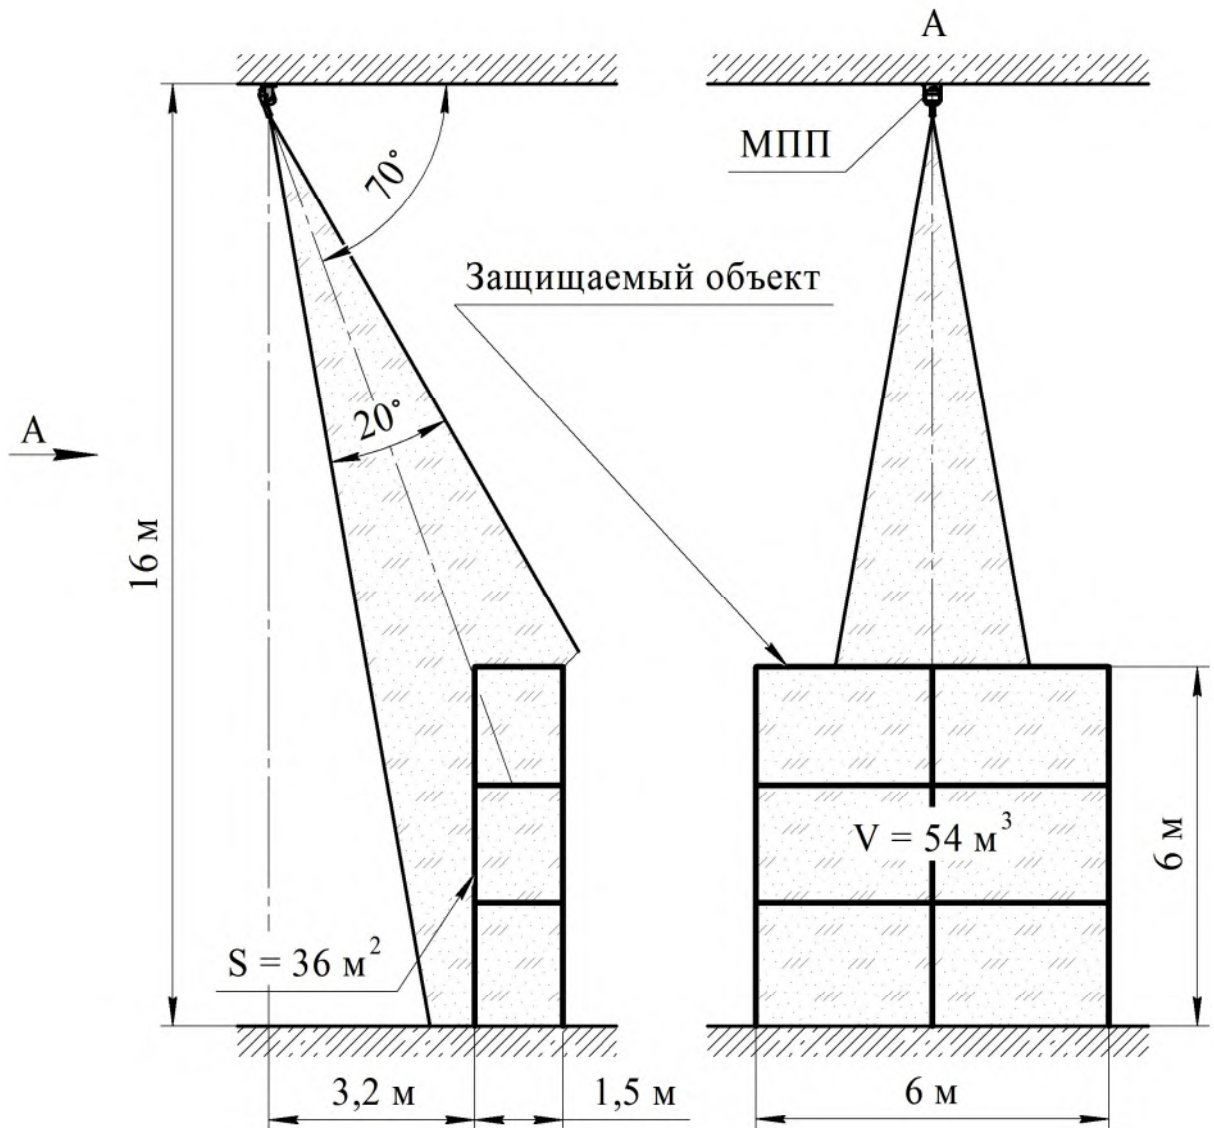 А
МПП
70°
Защищаемый объект
20°
А
16 м
V = 54 м³
6 м
S = 36 м²
3,2 м
1,5 м
6 м